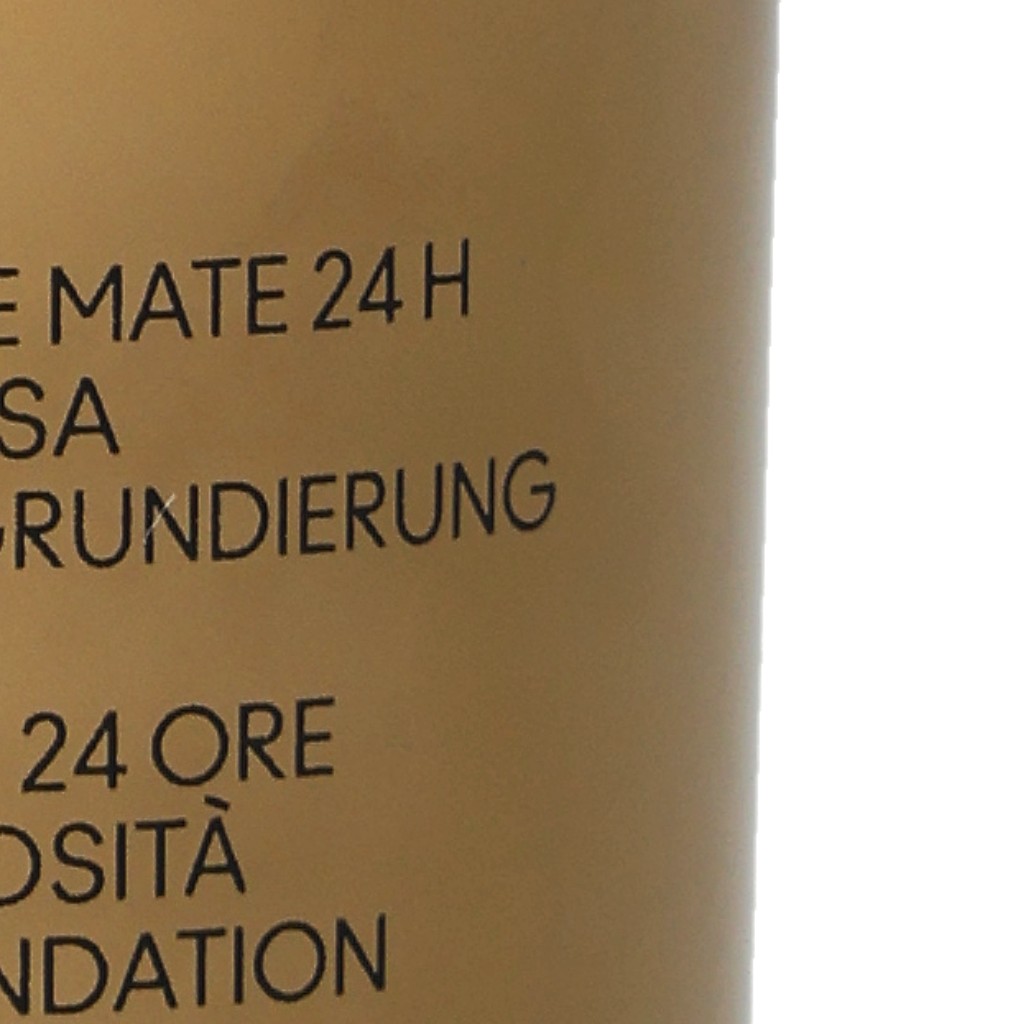 E MATE 24 H
SA
GRUNDIERUNG
24 ORE
OSITÀ
NDATION